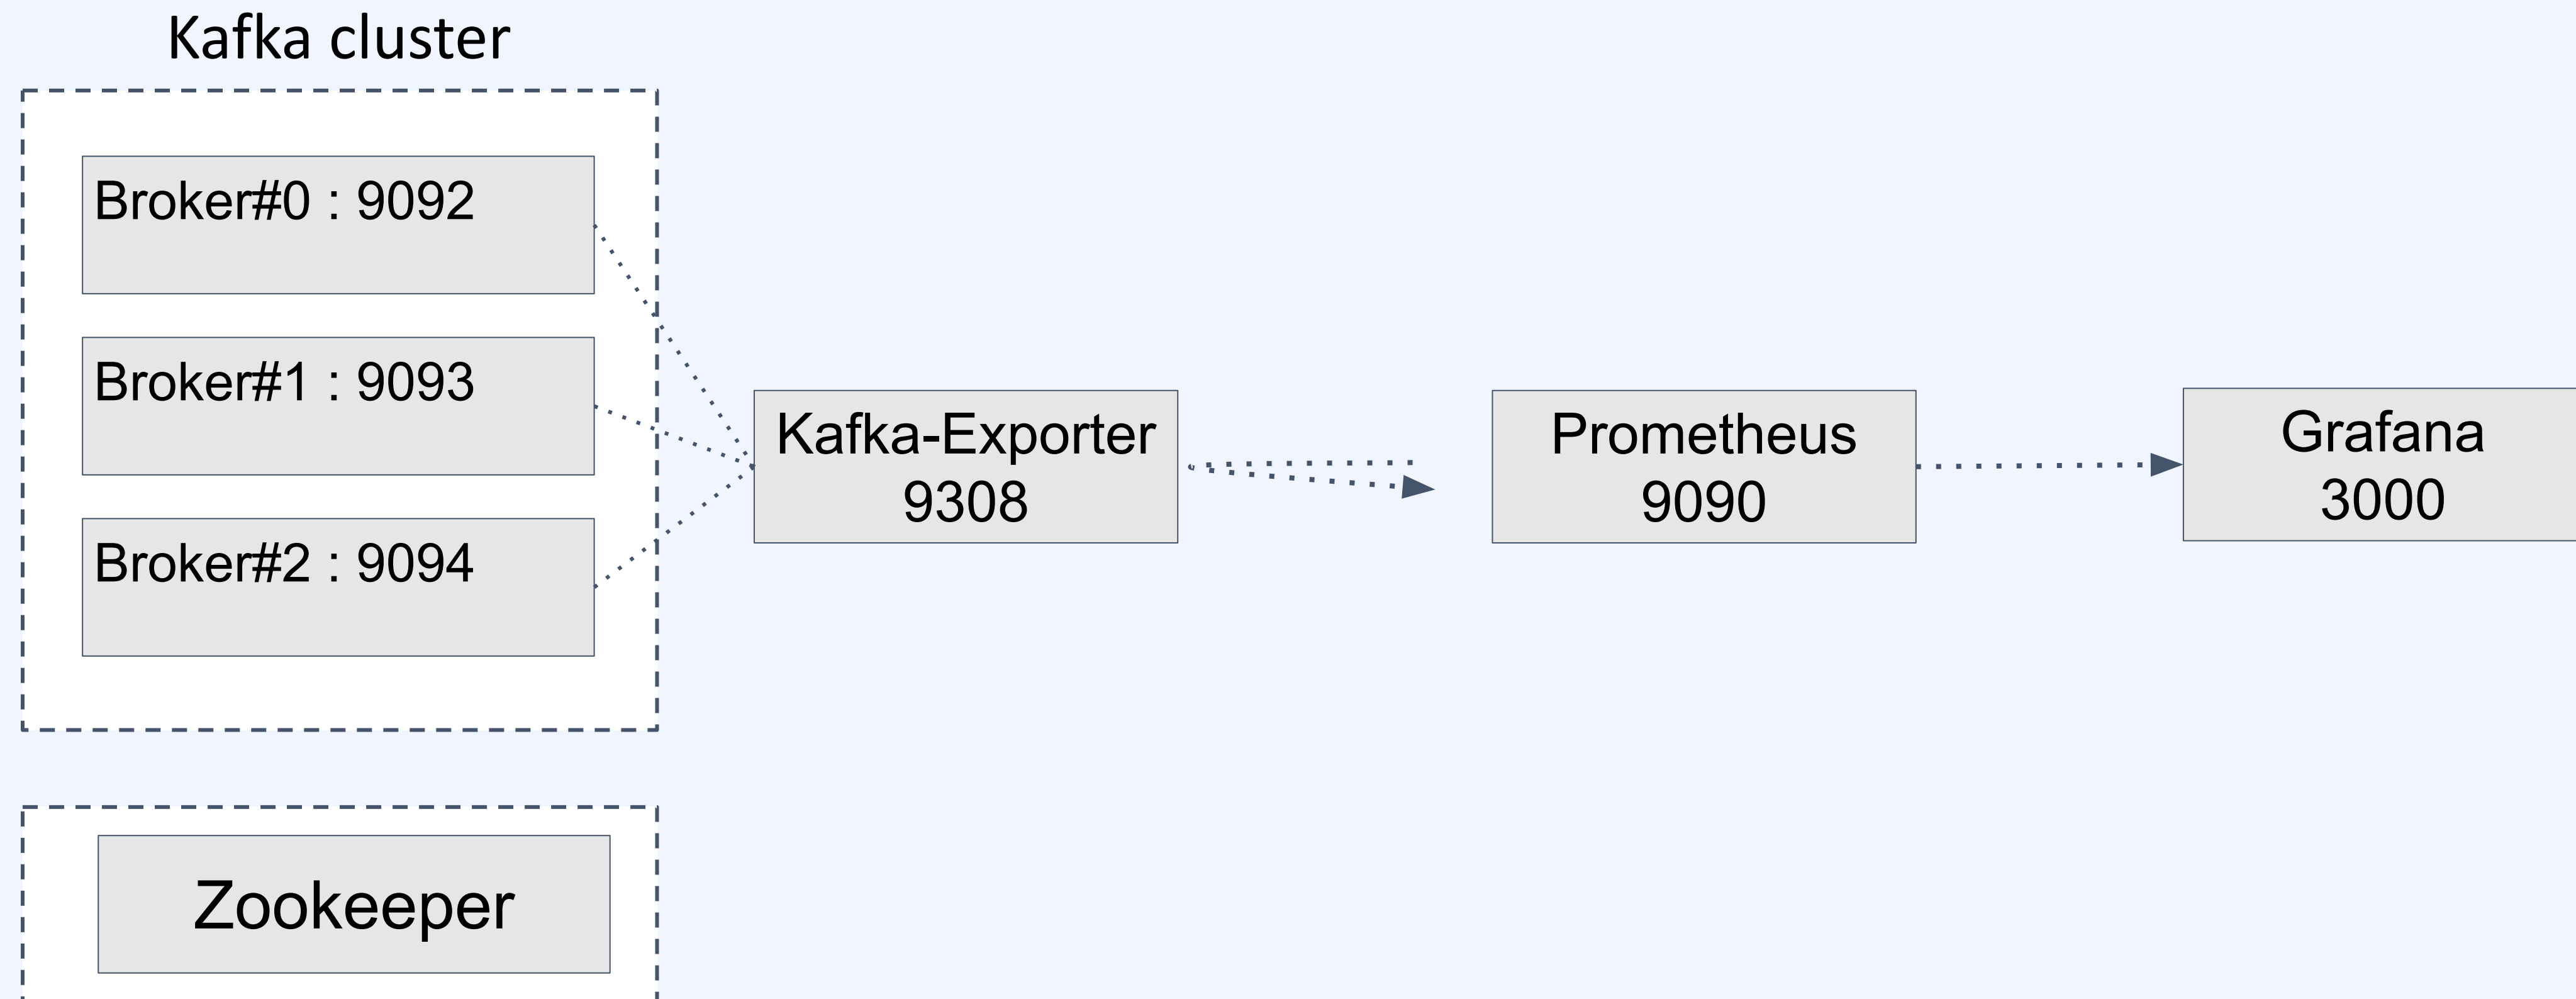 Kafka cluster
Broker#0 : 9092
Broker#1 : 9093
Broker#2 : 9094
Kafka-Exporter
9308
Prometheus
9090
Grafana
3000
Zookeeper